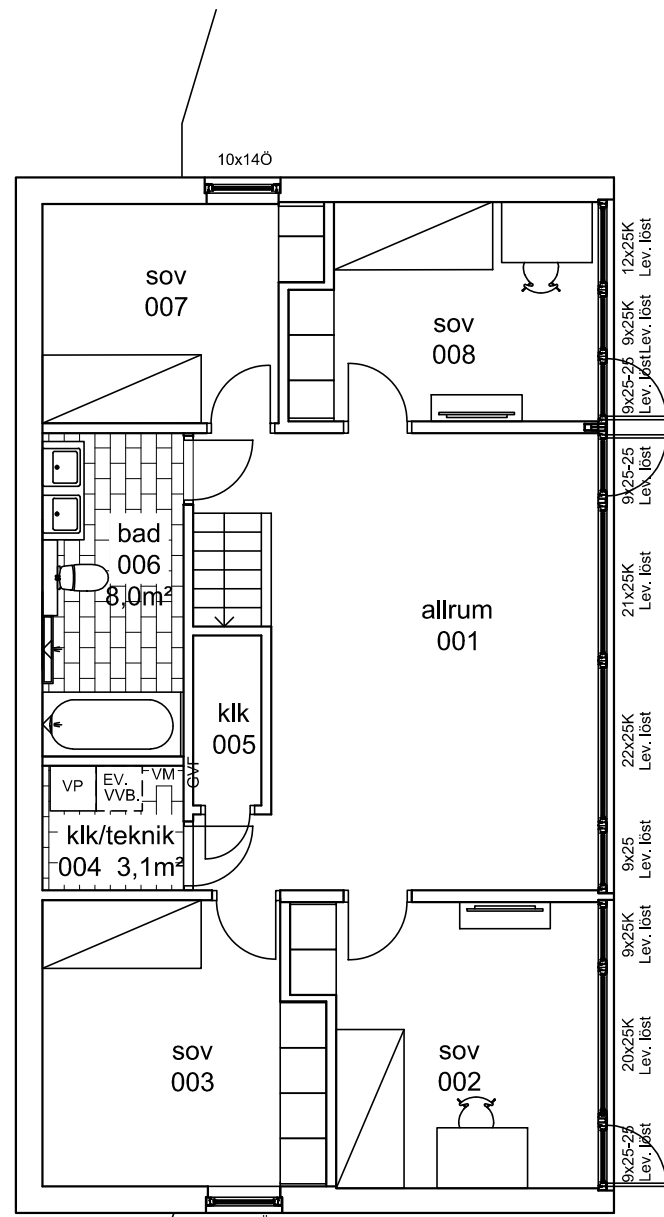 10x14Ö
sov
007
sov
008
12x25K
Lev. löst
9x25K
Lev. löst
9x25-25
Lev. löst
9x25-25
Lev. löst
bad
006
8,0m²
allrum
001
21x25K
Lev. löst
klk
005
22x25K
Lev. löst
VP
EV.
VVB.
VM
GVF
klk/teknik
004 3,1m²
9x25
Lev. löst
9x25K
Lev. löst
sov
003
sov
002
20x25K
Lev. löst
9x25-25
Lev. löst